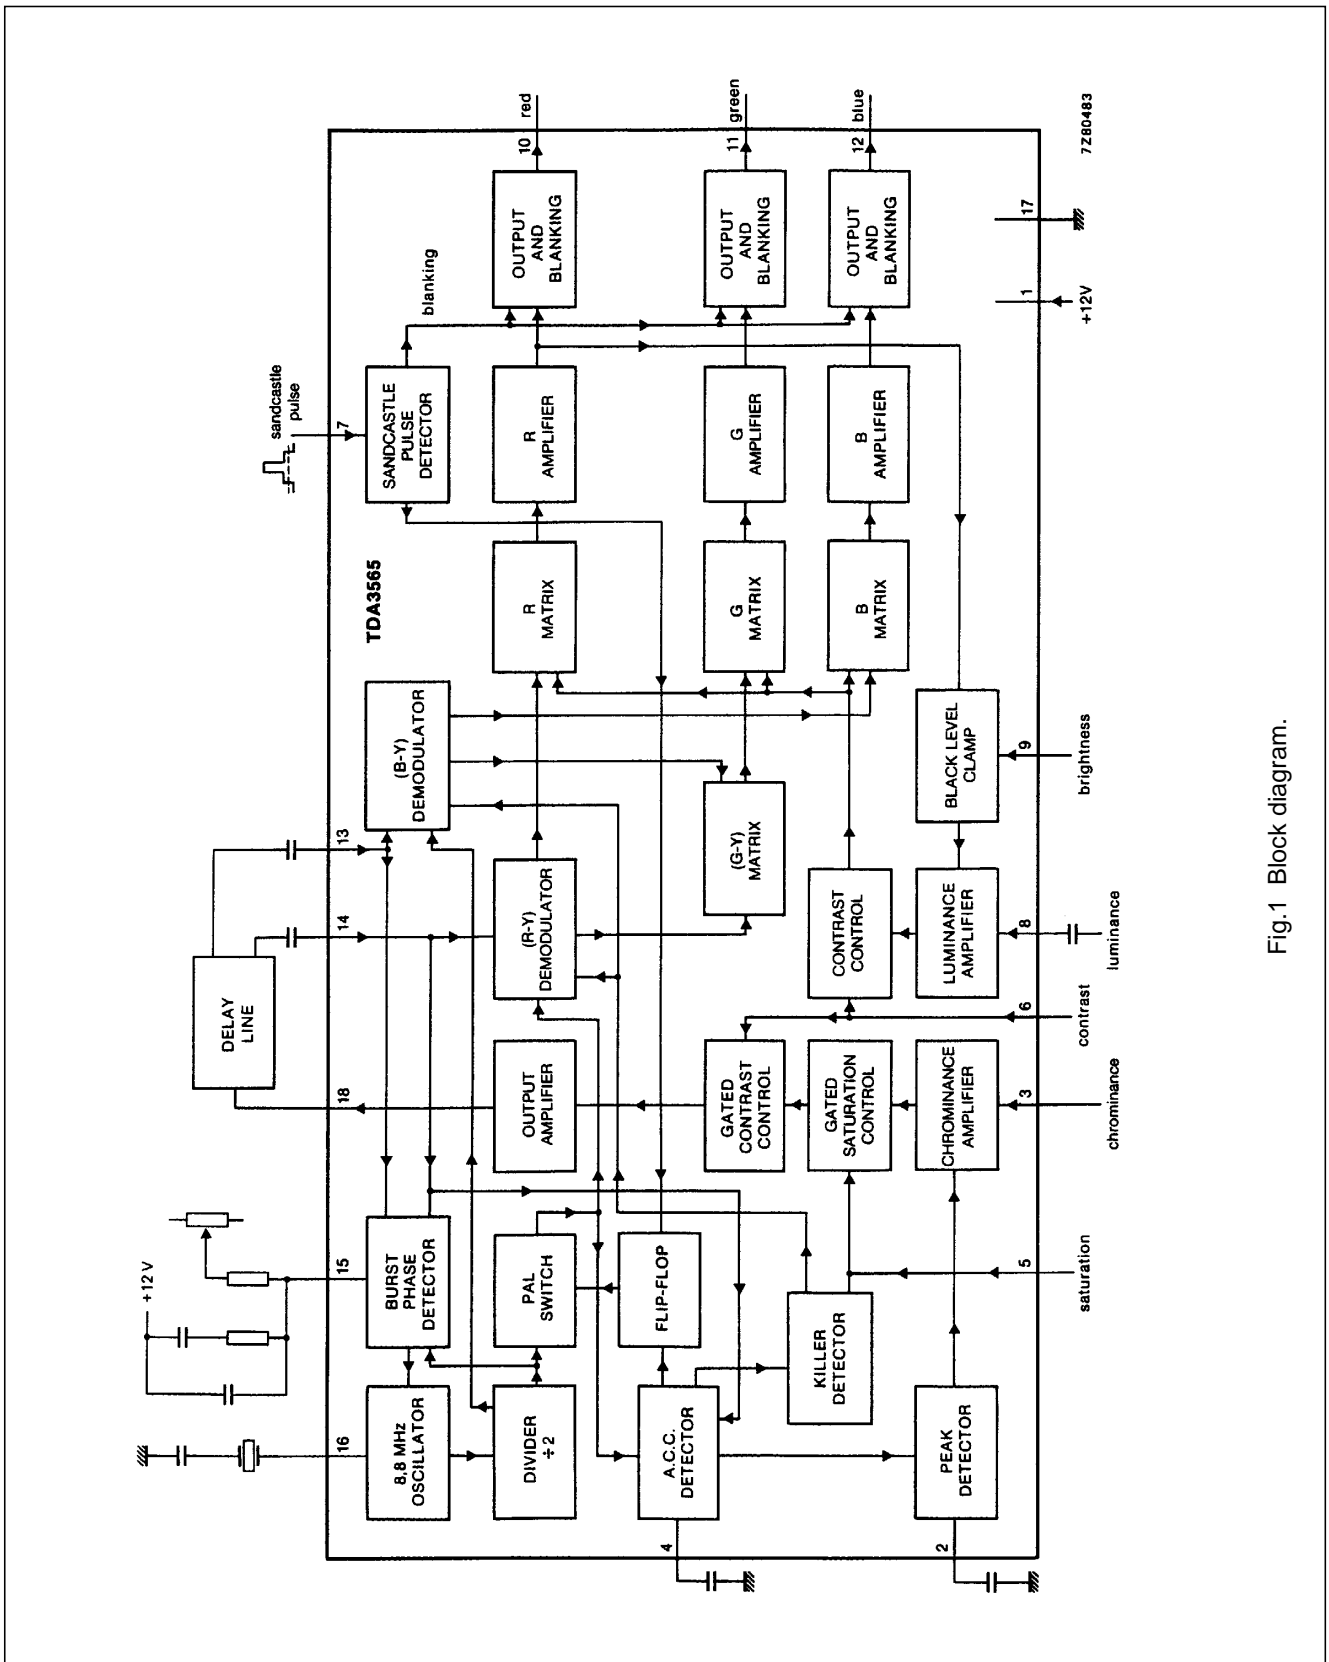 +12 V
sandcastle
pulse
DELAY
LINE
16
15
18
14
13
7
8,8 MHz
OSCILLATOR
BURST
PHASE
DETECTOR
(B-Y)
DEMODULATOR
TDA3565
SANDCASTLE
PULSE
DETECTOR
blanking
DIVIDER
÷2
PAL
SWITCH
OUTPUT
AMPLIFIER
(R-Y)
DEMODULATOR
R
MATRIX
R
AMPLIFIER
OUTPUT
AND
BLANKING
10
red
4
A.C.C.
DETECTOR
FLIP-FLOP
GATED
CONTRAST
CONTROL
(G-Y)
MATRIX
G
MATRIX
G
AMPLIFIER
OUTPUT
AND
BLANKING
11
green
KILLER
DETECTOR
GATED
SATURATION
CONTROL
CONTRAST
CONTROL
B
MATRIX
B
AMPLIFIER
OUTPUT
AND
BLANKING
12
blue
2
PEAK
DETECTOR
CHROMINANCE
AMPLIFIER
LUMINANCE
AMPLIFIER
BLACK LEVEL
CLAMP
5
3
6
8
9
1
17
saturation
chrominance
contrast
luminance
brightness
+12V
7Z80483
Fig.1 Block diagram.